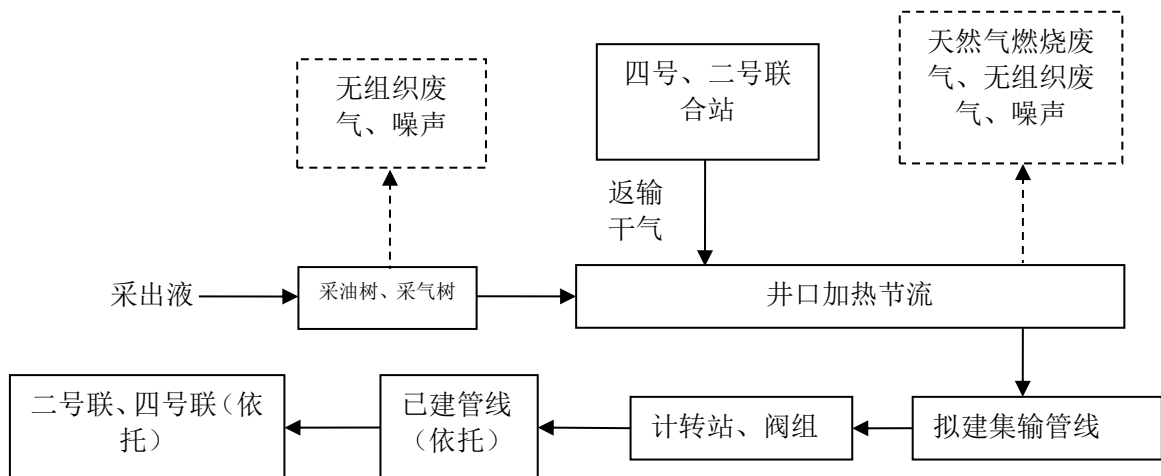 无组织废
气、噪声
四号、二号联
合站
天然气燃烧废
气、无组织废
气、噪声
返输
干气
采出液
采油树、采气树
井口加热节流
二号联、四号联（依
托）
已建管线
（依托）
计转站、阀组
拟建集输管线